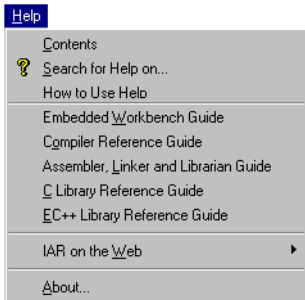 Help
Contents
Search for Help on...
How to Use Help
Embedded Workbench Guide
Compiler Reference Guide
Assembler, Linker and Librarian Guide
C Library Reference Guide
EC++ Library Reference Guide
IAR on the Web
About...